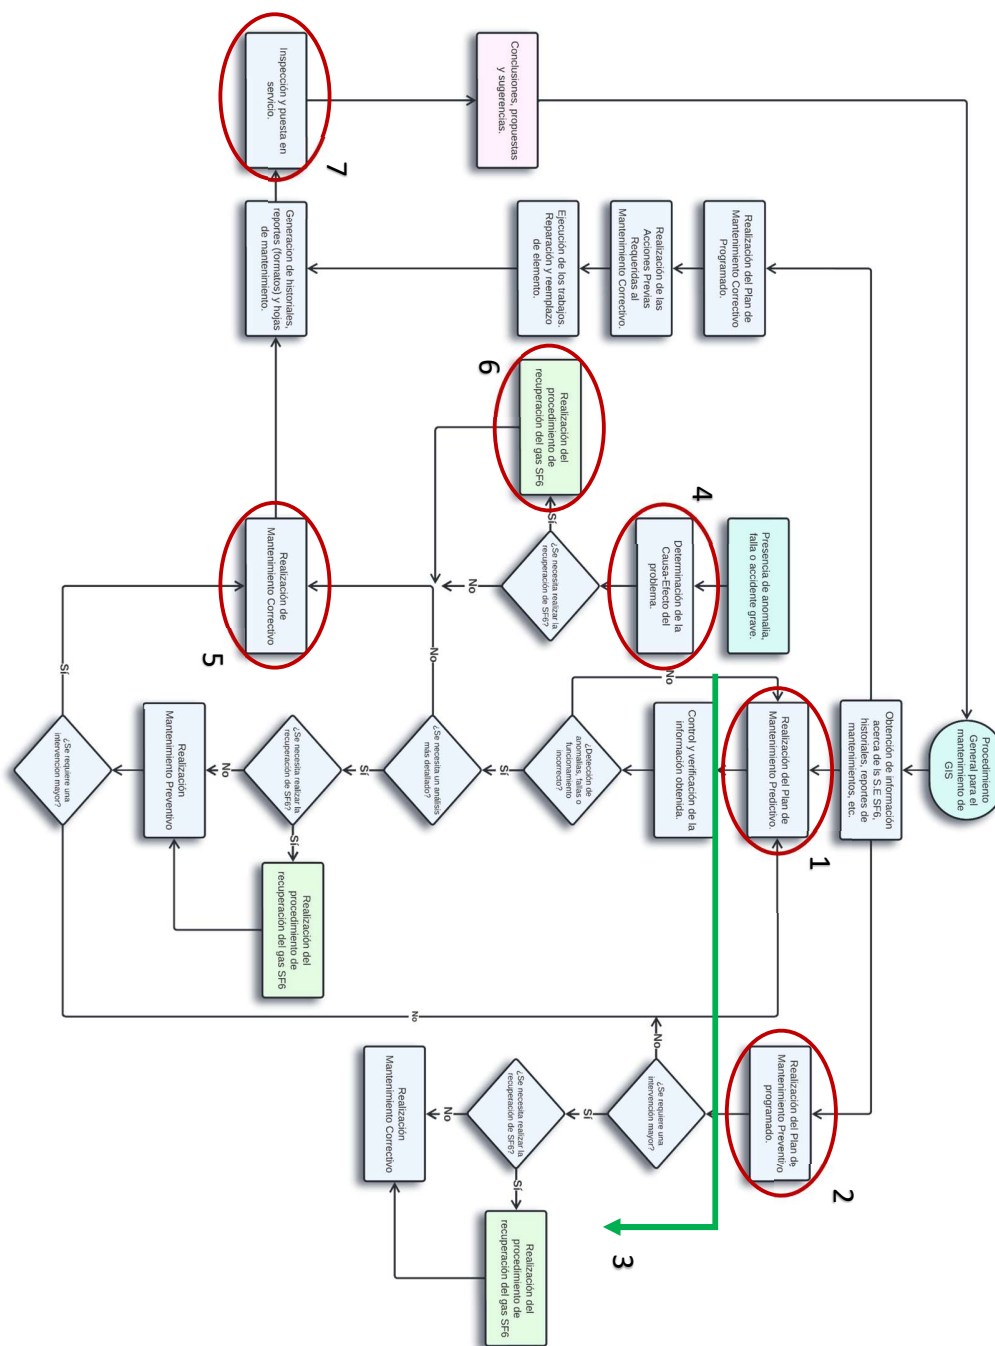 Procedimiento
General para el
mantenimiento de
GIS
Obtención de información
acerca de ls S.E SF6,
historiales, reportes de
mantenimientos, etc.
Realización del Plan de
Mantenimiento Correctivo
Programado.
Realización de las
Acciones Previas
Requeridas al
Mantenimiento Correctivo.
Ejecución de los trabajos.
Reparación y reemplazo
de elemento.
Generacion de historiales,
reportes (formatos) y hojas
de mantenimiento.
Inspección y puesta en
servicio.
7
Conclusiones, propuestas
y sugerencias.
Presencia de anomalia,
falla o accidente grave.
Determinación de la
Causa-Efecto del
problema.
4
¿Se necesita realizar la
recuperación de SF6?
Sí
No
Realización del
procedimiento de
recuperación del gas SF6
6
Realización del Plan de
Mantenimiento Predictivo.
1
Control y verificación de la
información obtenida.
¿Detección de
anomalías, fallas o
funcionamiento
incorrecto?
No
Sí
¿Se necesita un análisis
más detallado?
No
Sí
¿Se necesita realizar la
recuperación de SF6?
Sí
No
Realización del
procedimiento de
recuperación del gas SF6
Realización
Mantenimiento Preventivo
¿Se requiere una
intervencion mayor?
Sí
No
Realización de
Mantenimiento Correctivo
5
Realización del Plan de
Mantenimiento Preventivo
programado.
2
¿Se requiere una
intervención mayor?
No
Sí
¿Se necesita realizar la
recuperación de SF6?
Sí
No
Realización del
procedimiento de
recuperación del gas SF6
3
Realización
Mantenimiento Correctivo